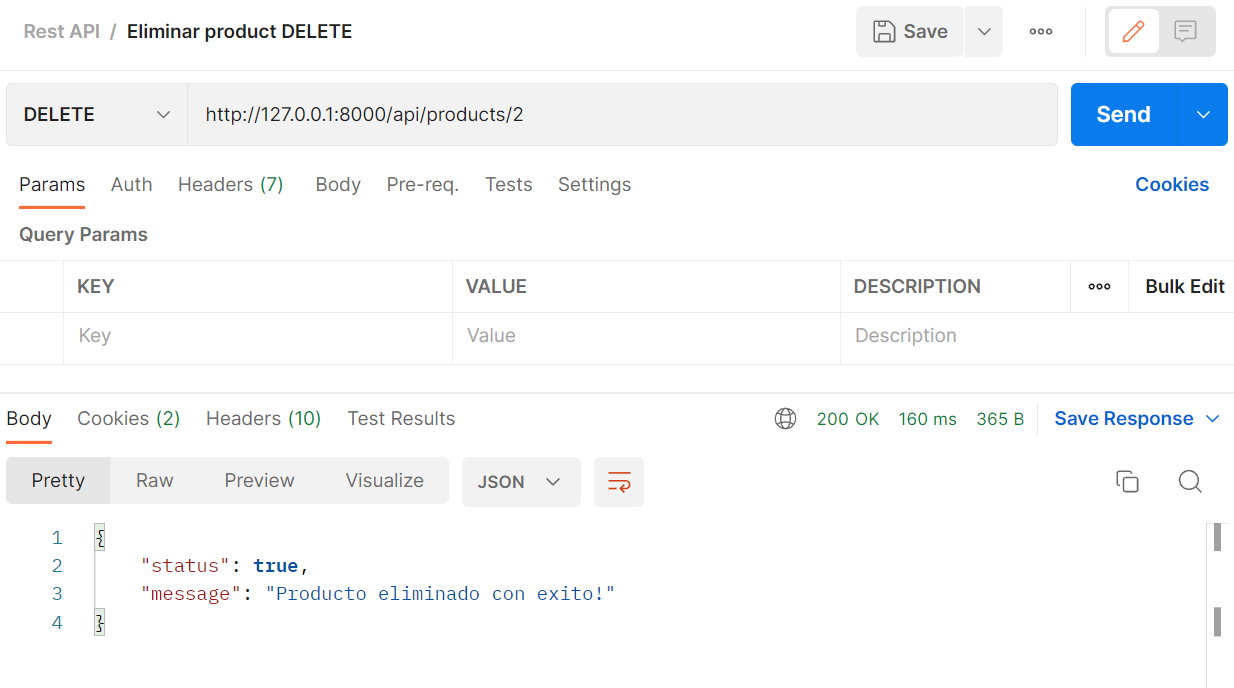 Rest API / Eliminar product DELETE
Save
DELETE http://127.0.0.1:8000/api/products/2 Send
Params Auth Headers (7) Body Pre-req. Tests Settings Cookies
Query Params
KEY VALUE DESCRIPTION Bulk Edit
Key Value Description
Body Cookies (2) Headers (10) Test Results 200 OK 160 ms 365 B Save Response
Pretty Raw Preview Visualize JSON
1 {
2 "status": true,
3 "message": "Producto eliminado con exito!"
4 }